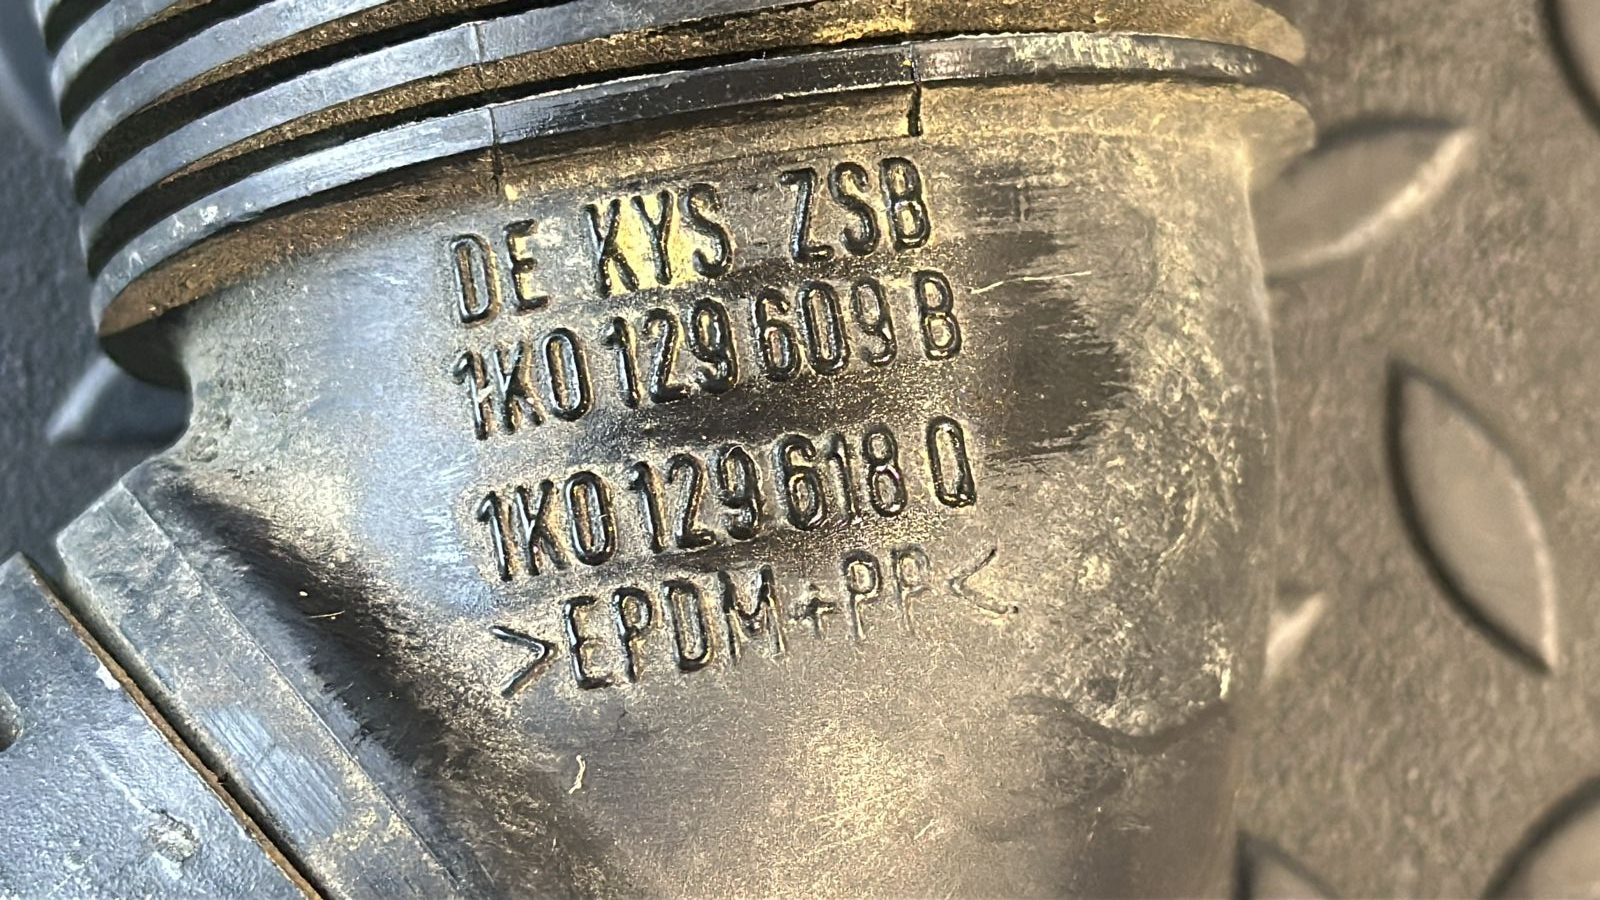 DE KYS ZSB
1K0 129 609 B
1K0 129 618 Q
>EPDM+PP<